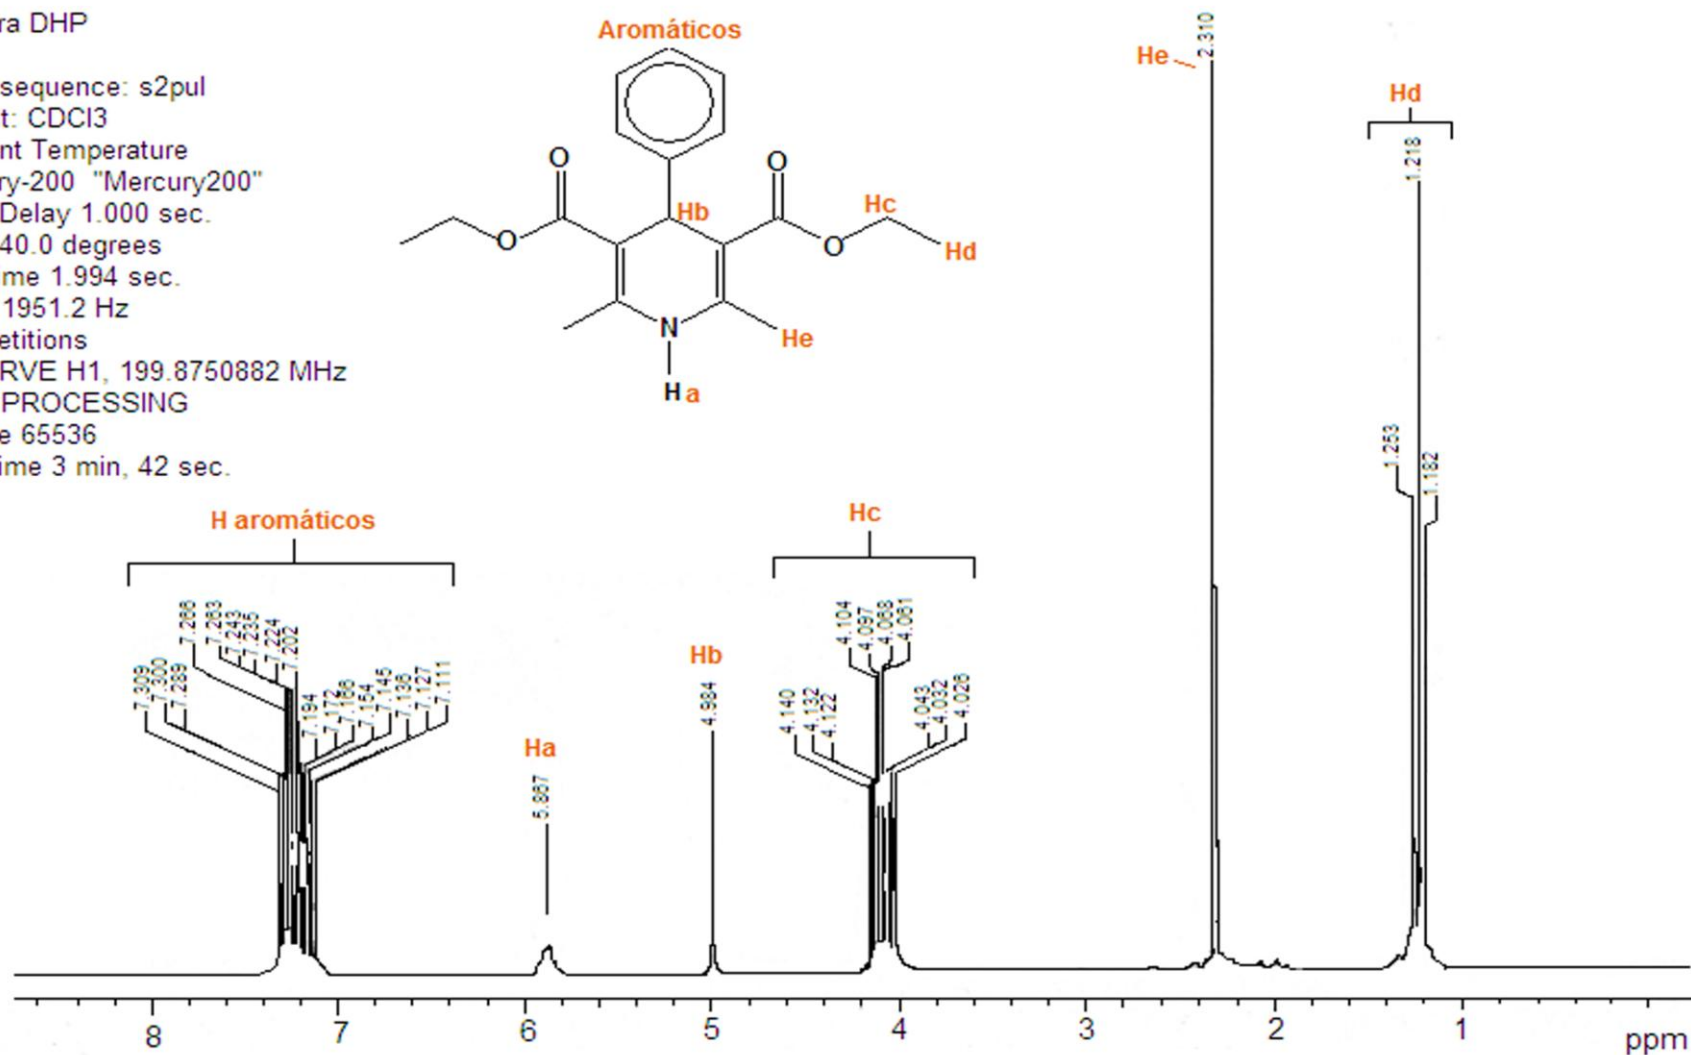 ra DHP
sequence: s2pul
t: CDCl3
nt Temperature
ry-200 "Mercury200"
Delay 1.000 sec.
40.0 degrees
me 1.994 sec.
1951.2 Hz
etitions
RVE H1, 199.8750882 MHz
PROCESSING
e 65536
ime 3 min, 42 sec.
Aromáticos
O
O
Hb
Hc
O
O
Hd
N
He
H a
He
2.310
Hd
1.218
1.253
1.182
H aromáticos
7.309
7.300
7.289
7.266
7.263
7.243
7.235
7.224
7.202
7.194
7.172
7.166
7.154
7.145
7.136
7.127
7.111
Ha
5.867
Hb
4.984
Hc
4.140
4.132
4.122
4.104
4.097
4.068
4.061
4.043
4.032
4.026
8 7 6 5 4 3 2 1 ppm